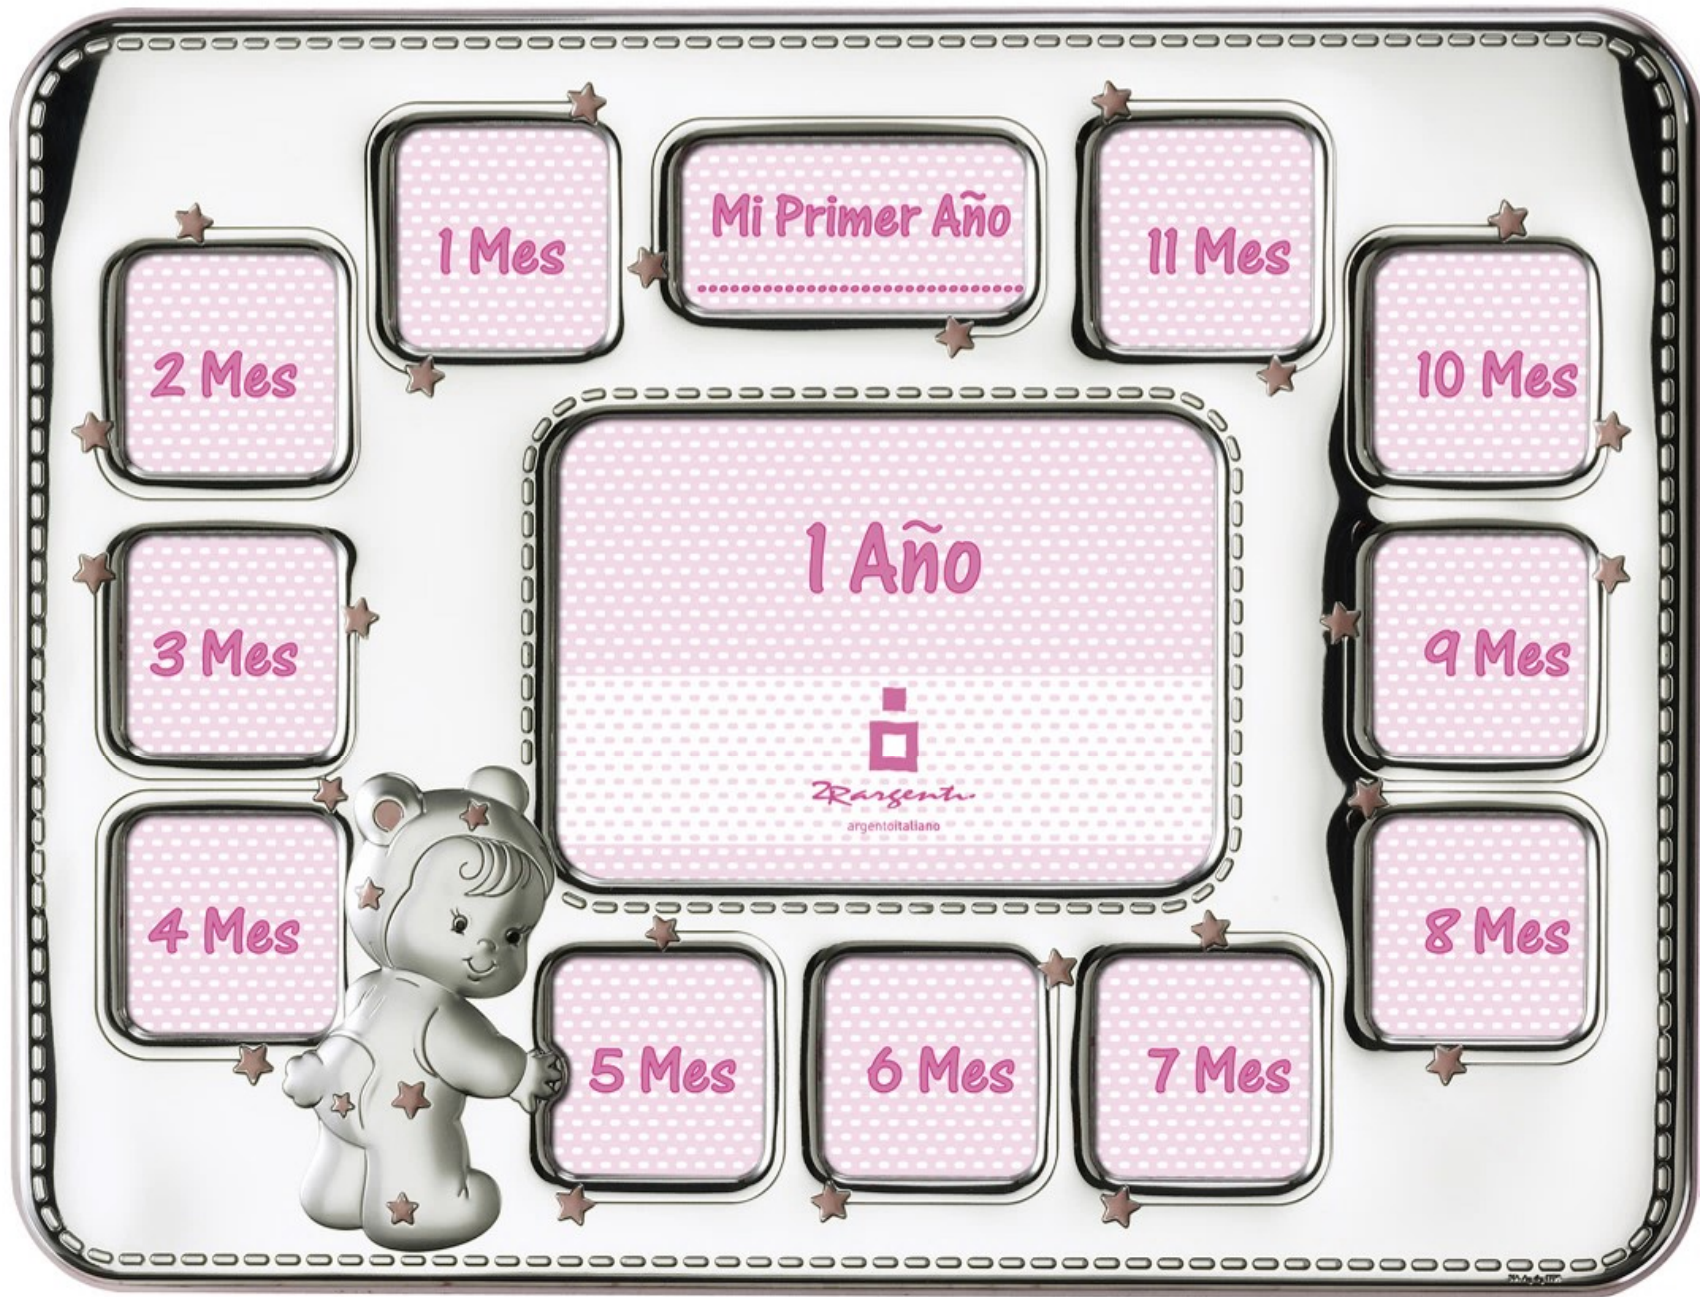 1 Mes
Mi Primer Año
11 Mes
2 Mes
10 Mes
1 Año
3 Mes
9 Mes
2Rargenti
argentoitaliano
4 Mes
8 Mes
5 Mes
6 Mes
7 Mes